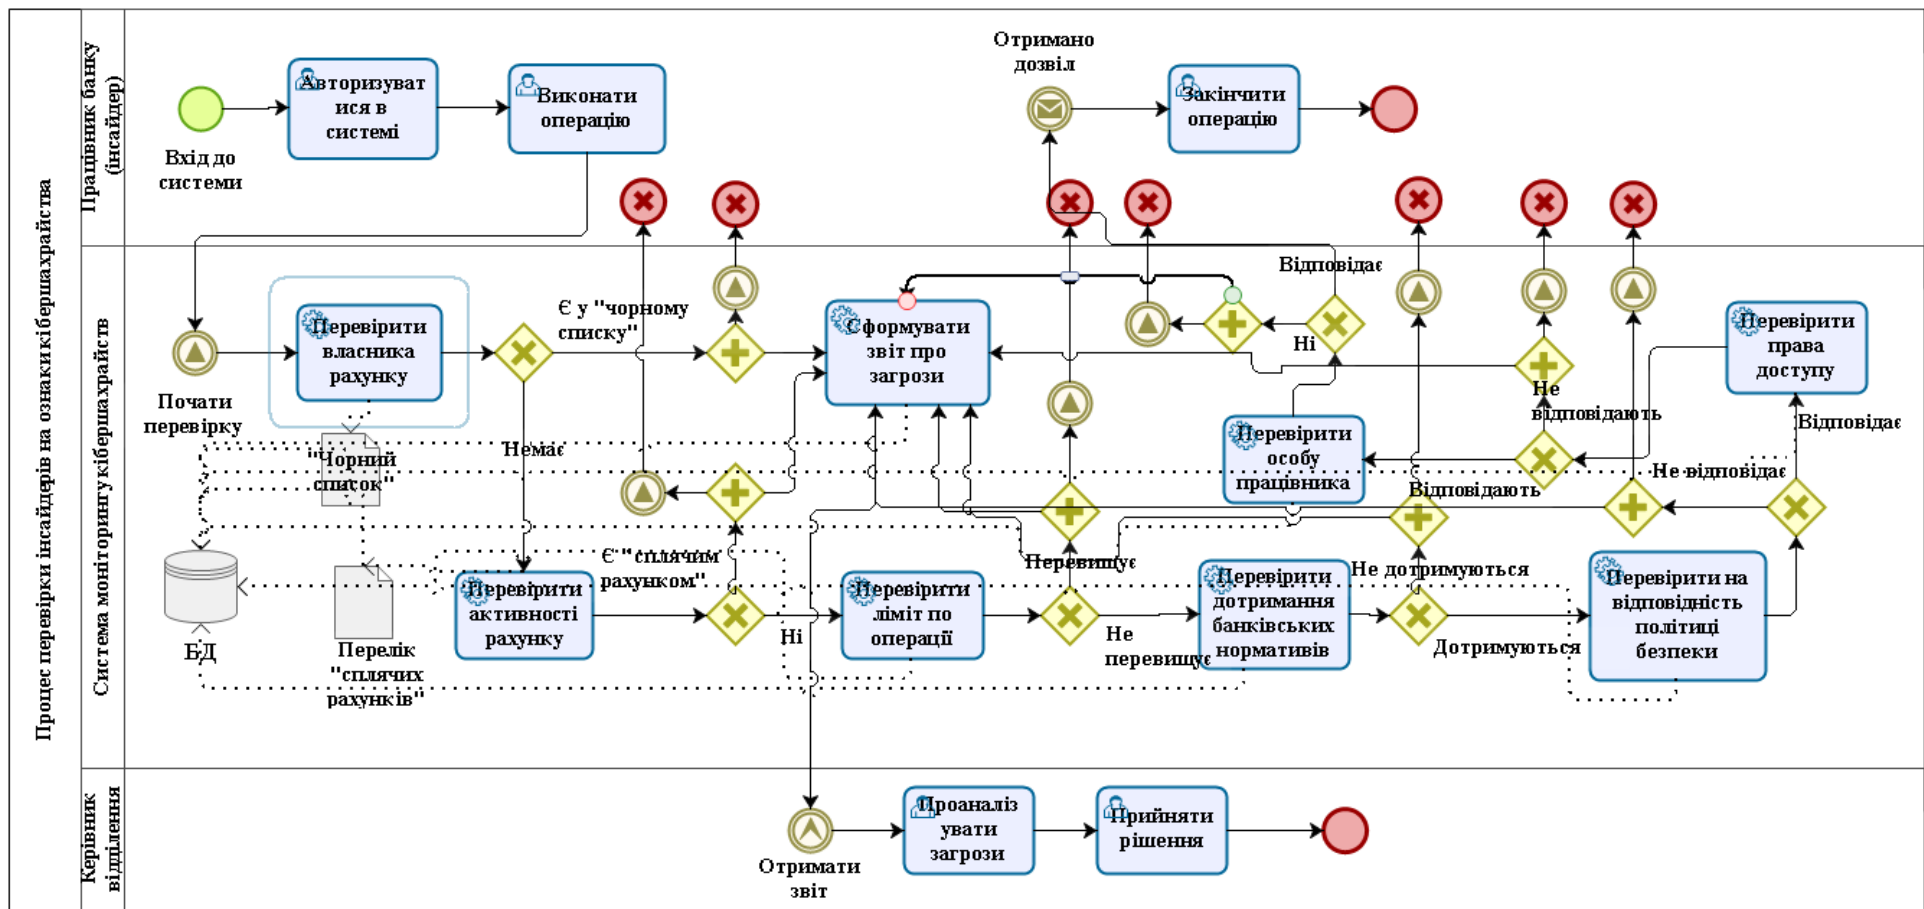 Процес перевірки інсайдерів на ознаки кібершахрайства
Працівник банку
(інсайдер)
Система моніторингу кібершахрайств
Керівник
відділення
Вхід до
системи
Авторизуват
ися в
системі
Виконати
операцію
Отримано
дозвіл
Закінчити
операцію
Почати
перевірку
Перевірити
власника
рахунку
Є у "чорному
списку"
Немає
"Чорний
список"
БД
Перелік
"сплячих
рахунків"
Перевірити
активності
рахунку
Є "сплячим
рахунком"
Ні
Сформувати
звіт про
загрози
Перевірити
ліміт по
операції
Перевищує
Не
перевищує
Перевірити
дотримання
банківських
нормативів
Не дотримуються
Дотримуються
Перевірити на
відповідність
політиці
безпеки
Не відповідає
Відповідає
Перевірити
права
доступу
Не
відповідають
Відповідають
Перевірити
особу
працівника
Ні
Відповідає
Отримати
звіт
Проаналіз
увати
загрози
Прийняти
рішення